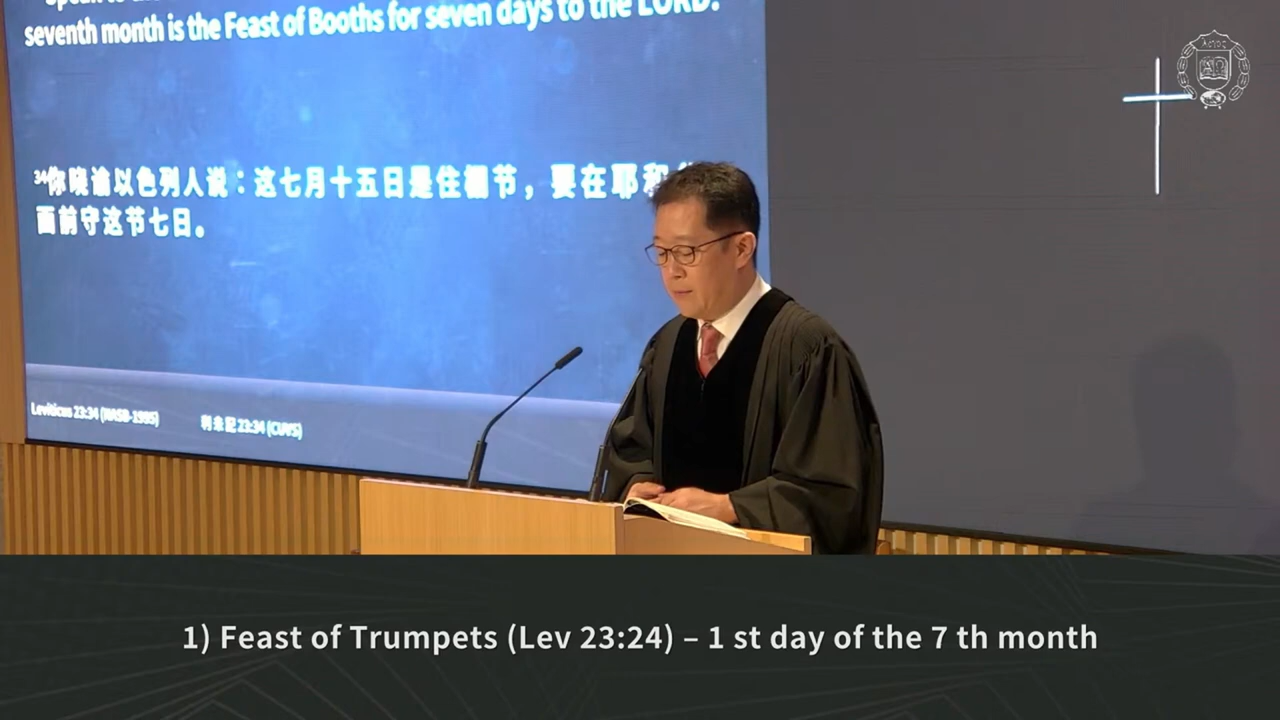 seventh month is the Feast of Booths for seven days to the LORD.
34你晓谕以色列人说：这七月十五日是住棚节，要在耶和
面前守这节七日。
Leviticus 23:34 (NASB-1995)
利未记 23:34 (CUVS)
1) Feast of Trumpets (Lev 23:24) – 1 st day of the 7 th month